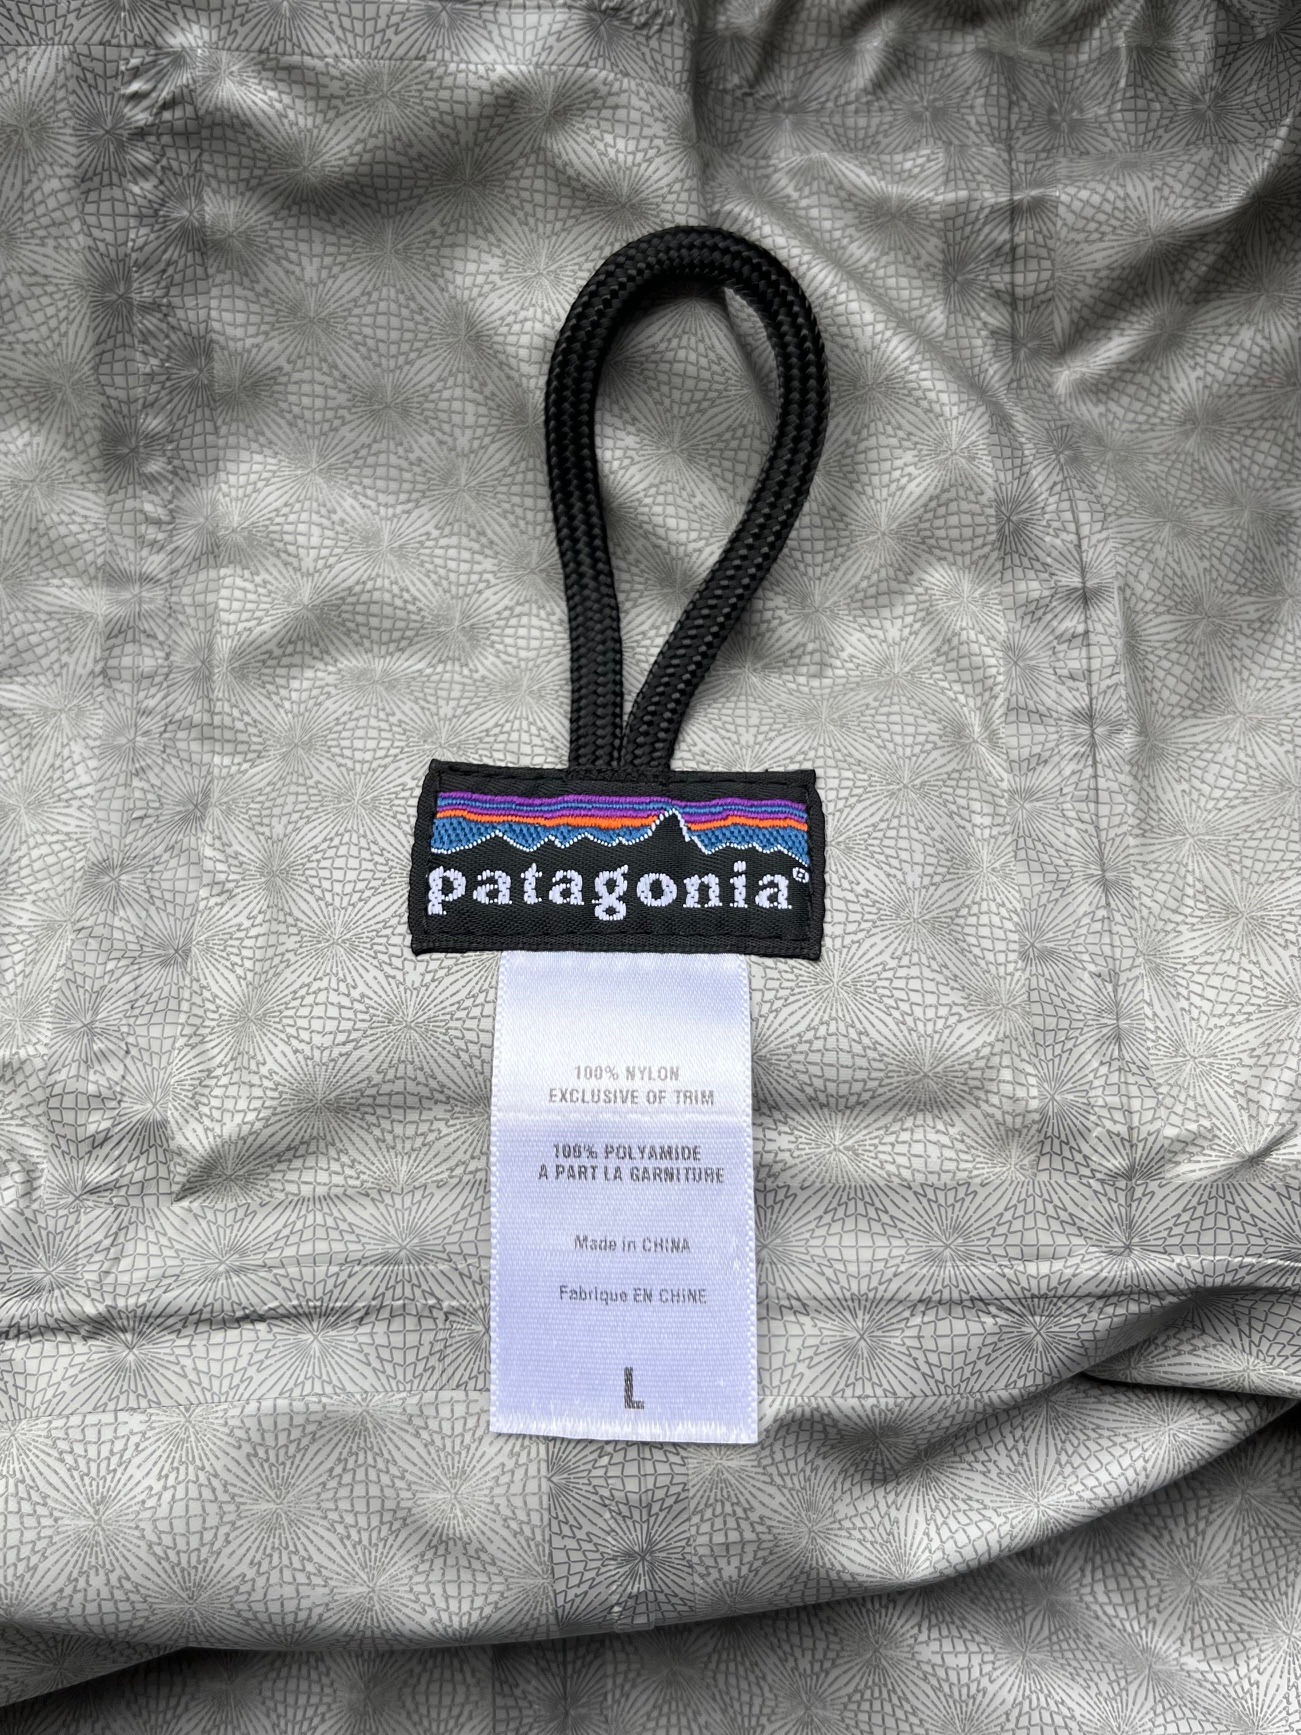 patagonia®
100% NYLON
EXCLUSIVE OF TRIM
100% POLYAMIDE
A PART LA GARNITURE
Made in CHINA
Fabrique EN CHINE
L